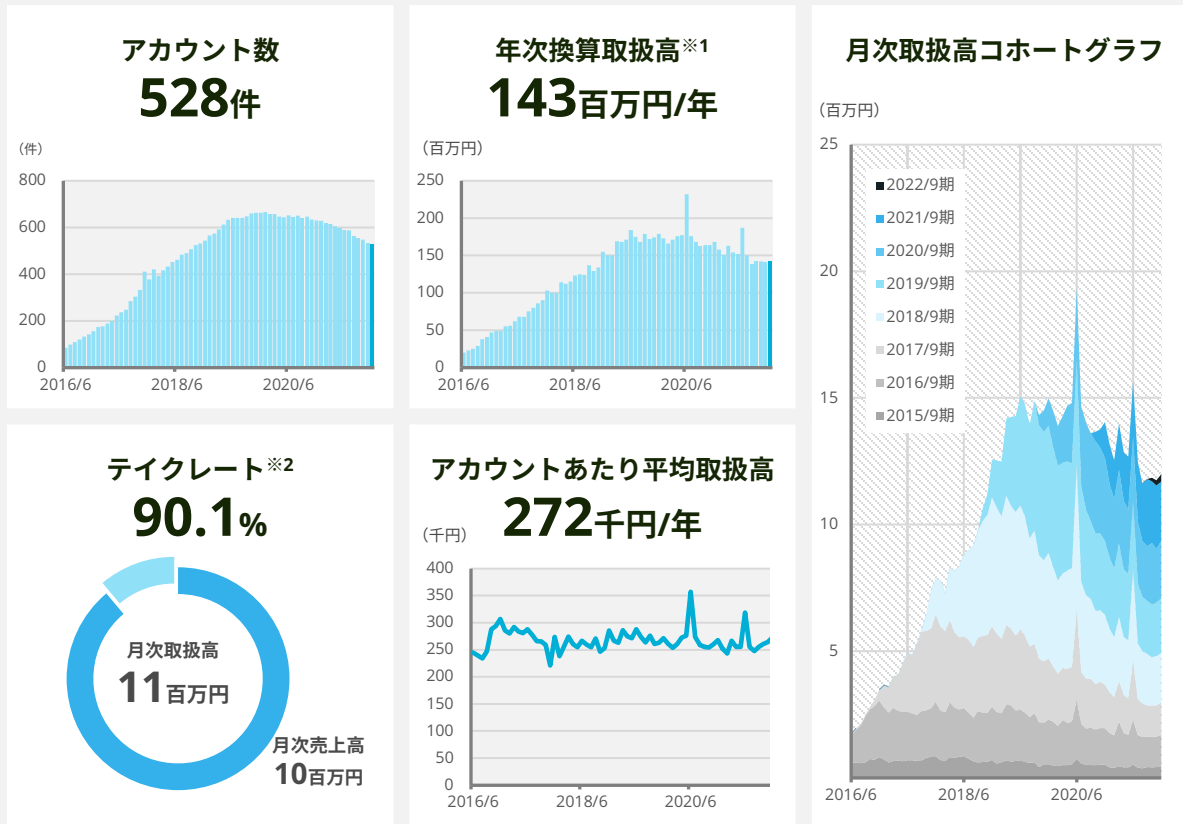 アカウント数
528件
（件）
800
600
400
200
0
2016/6
2018/6
2020/6
年次換算取扱高※1
143百万円/年
（百万円）
250
200
150
100
50
0
2016/6
2018/6
2020/6
月次取扱高コホートグラフ
（百万円）
25
20
15
10
5
2022/9期
2021/9期
2020/9期
2019/9期
2018/9期
2017/9期
2016/9期
2015/9期
2016/6
2018/6
2020/6
テイクレート※2
90.1%
月次取扱高
11百万円
月次売上高
10百万円
アカウントあたり平均取扱高
272千円/年
（千円）
400
350
300
250
200
150
100
50
0
2016/6
2018/6
2020/6